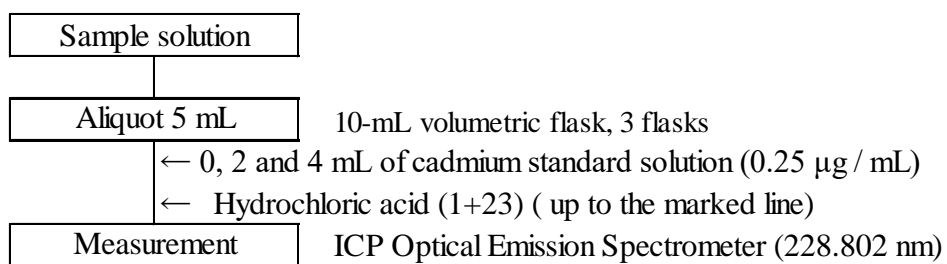 Sample solution
Aliquot 5 mL 10-mL volumetric flask, 3 flasks
← 0, 2 and 4 mL of cadmium standard solution (0.25 µg / mL)
← Hydrochloric acid (1+23) ( up to the marked line)
Measurement ICP Optical Emission Spectrometer (228.802 nm)